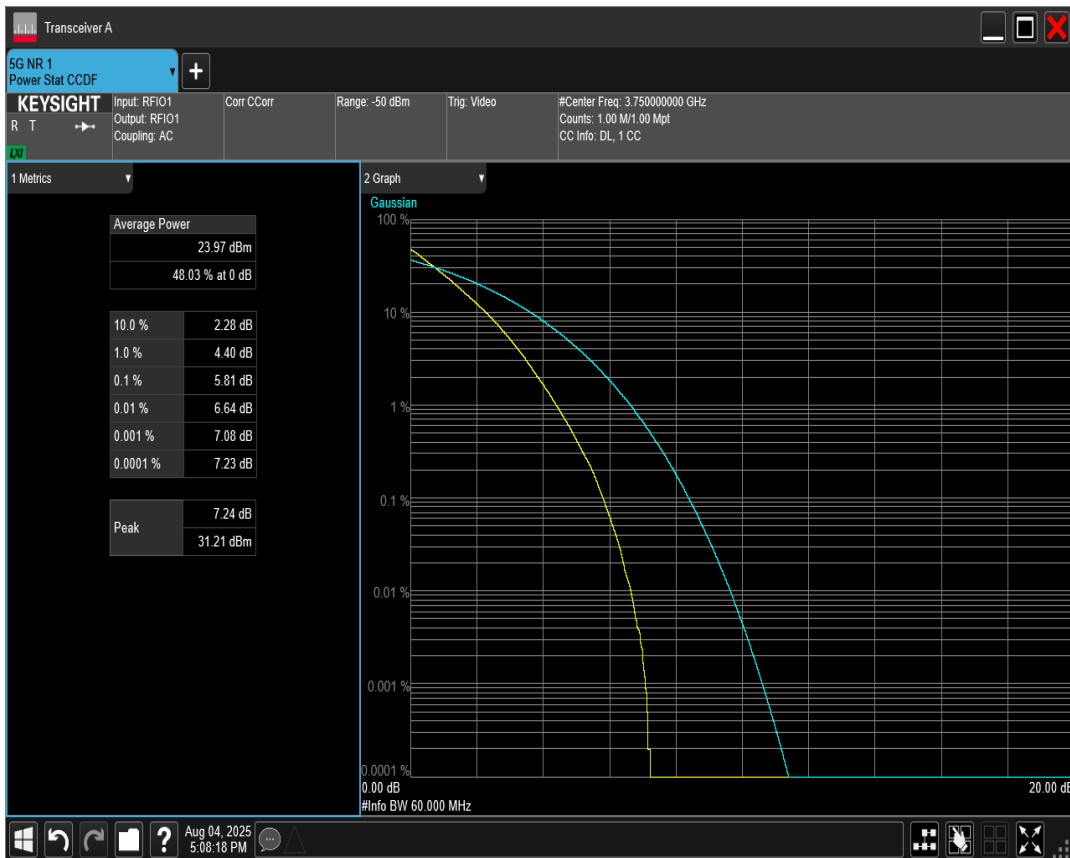 Transceiver A
5G NR 1
Power Stat CCDF
KEYSIGHT
R T
LXI
Input: RFIO1
Output: RFIO1
Coupling: AC
Corr CCorr
Range: -50 dBm
Trig: Video
#Center Freq: 3.750000000 GHz
Counts: 1.00 M/1.00 Mpt
CC Info: DL, 1 CC
1 Metrics
Average Power
23.97 dBm
48.03 % at 0 dB
10.0 % 2.28 dB
1.0 % 4.40 dB
0.1 % 5.81 dB
0.01 % 6.64 dB
0.001 % 7.08 dB
0.0001 % 7.23 dB
Peak
7.24 dB
31.21 dBm
2 Graph
Gaussian
100 %
10 %
1 %
0.1 %
0.01 %
0.001 %
0.0001 %
0.00 dB
20.00 dB
#Info BW 60.000 MHz
Aug 04, 2025
5:08:18 PM